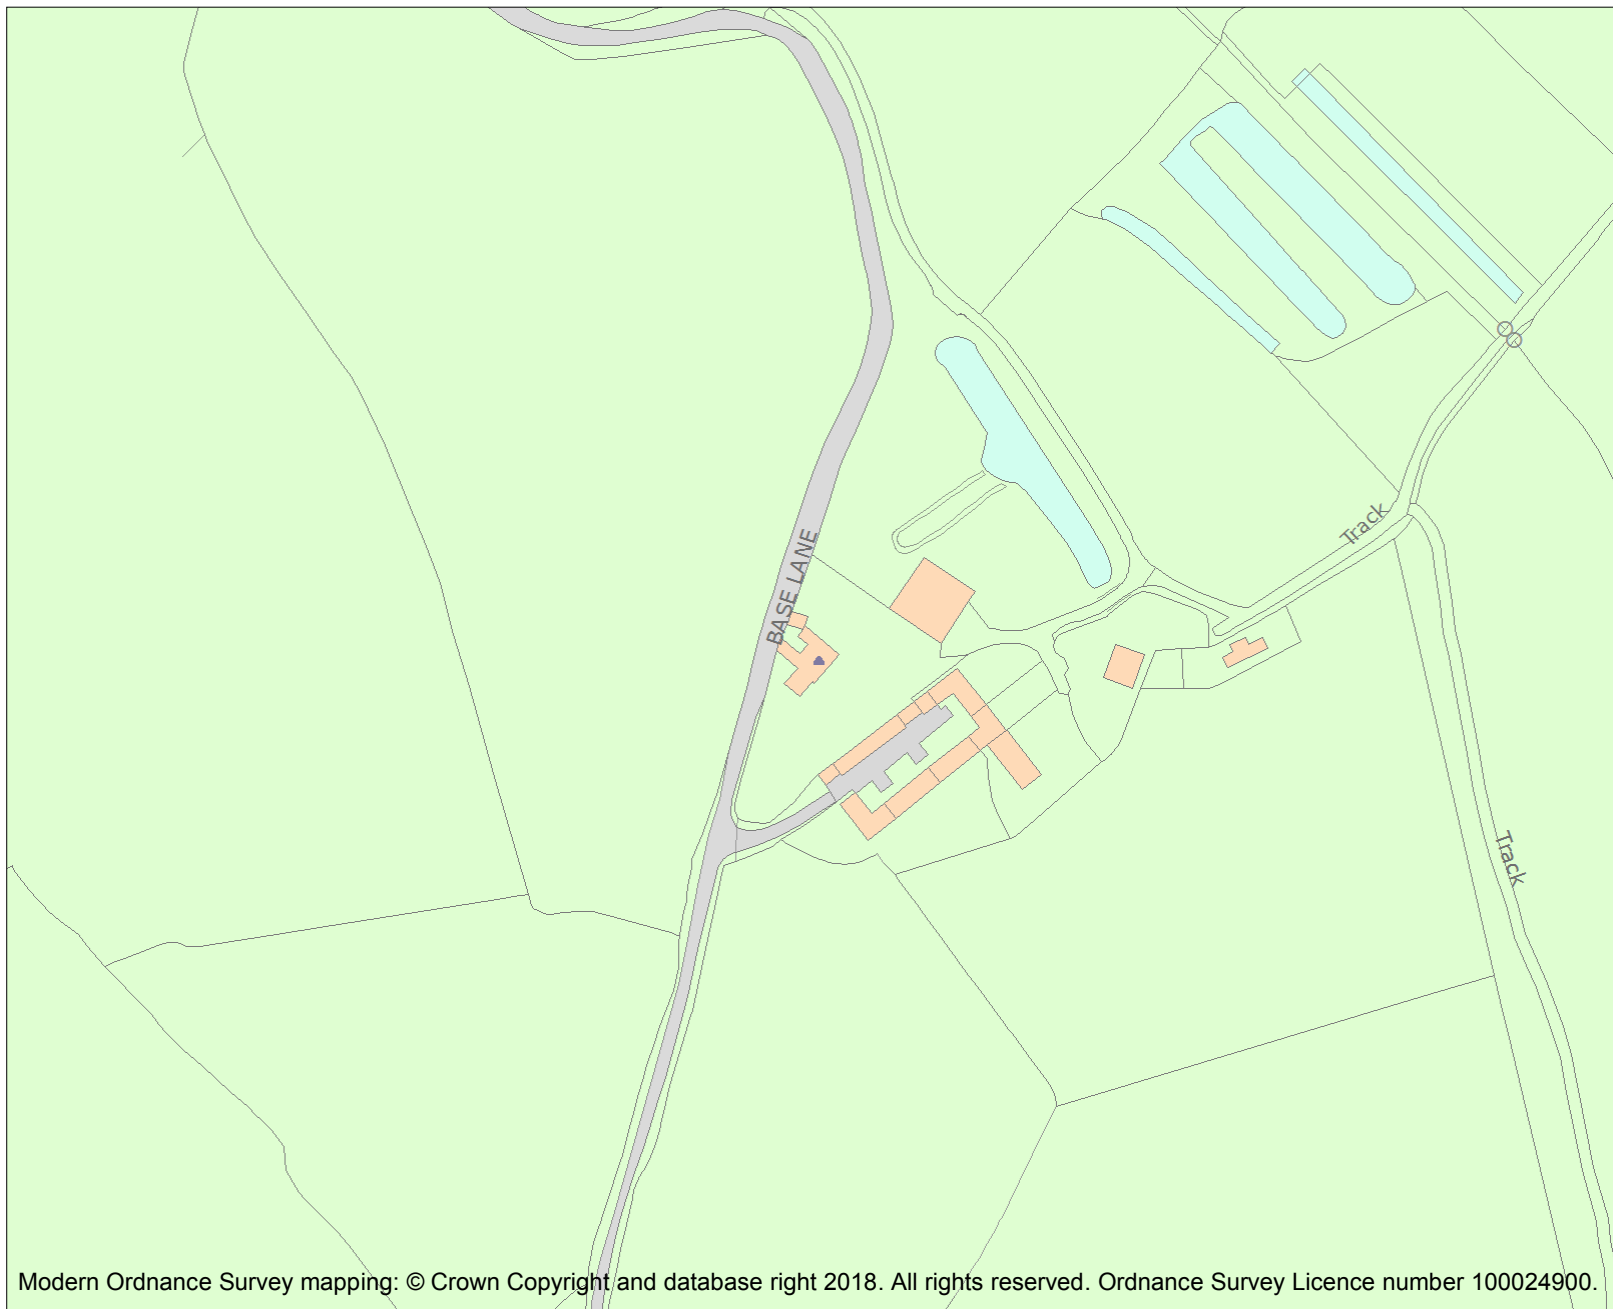 Track
BASE LANE
Track
Modern Ordnance Survey mapping: © Crown Copyright and database right 2018. All rights reserved. Ordnance Survey Licence number 100024900.